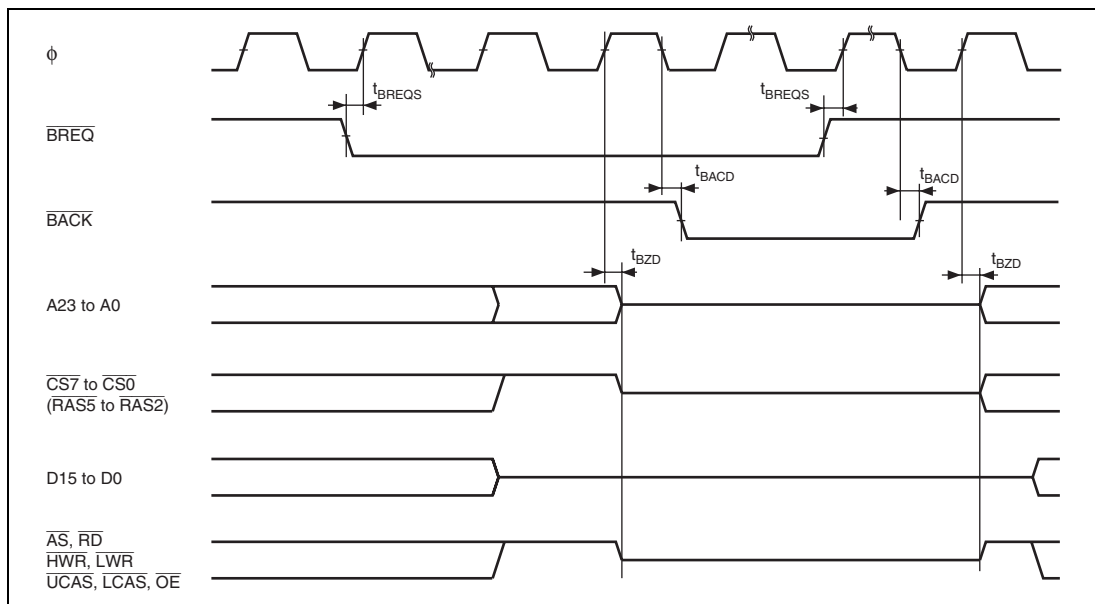 ϕ
tBREQS
tBREQS
BREQ
tBACD
tBACD
BACK
tBZD
tBZD
A23 to A0
CS7 to CS0
(RAS5 to RAS2)
D15 to D0
AS, RD
HWR, LWR
UCAS, LCAS, OE